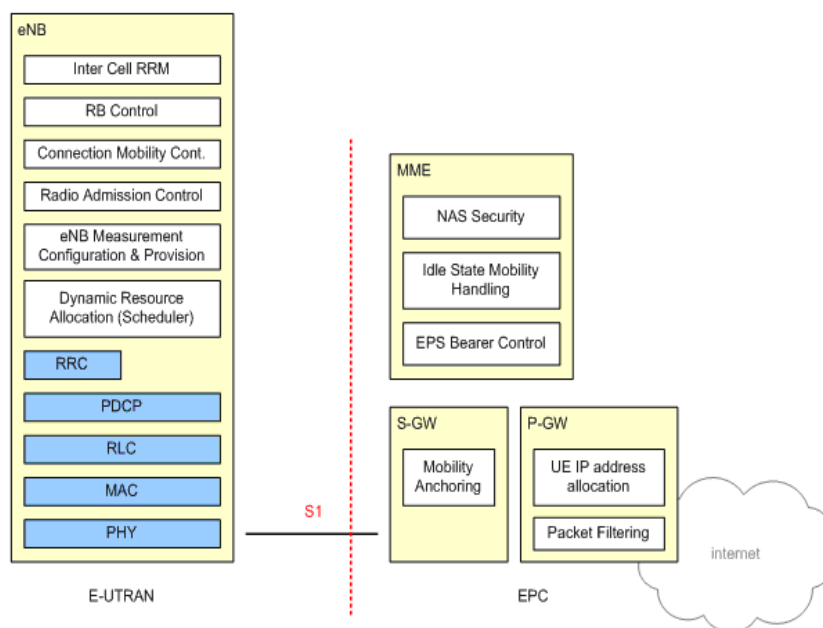 eNB
Inter Cell RRM
RB Control
Connection Mobility Cont.
Radio Admission Control
eNB Measurement
Configuration & Provision
Dynamic Resource
Allocation (Scheduler)
RRC
PDCP
RLC
MAC
PHY
S1
MME
NAS Security
Idle State Mobility
Handling
EPS Bearer Control
S-GW
Mobility
Anchoring
P-GW
UE IP address
allocation
Packet Filtering
internet
E-UTRAN
EPC